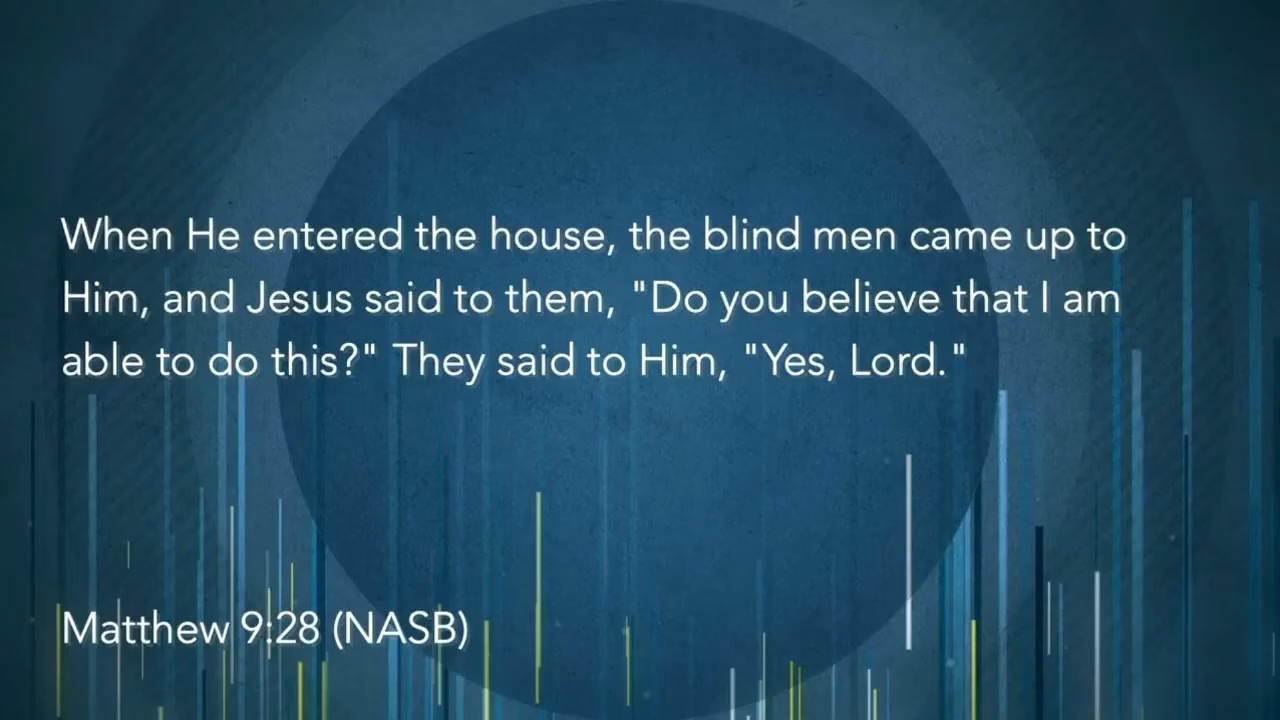 When He entered the house, the blind men came up to
Him, and Jesus said to them, "Do you believe that I am
able to do this?" They said to Him, "Yes, Lord."
Matthew 9:28 (NASB)